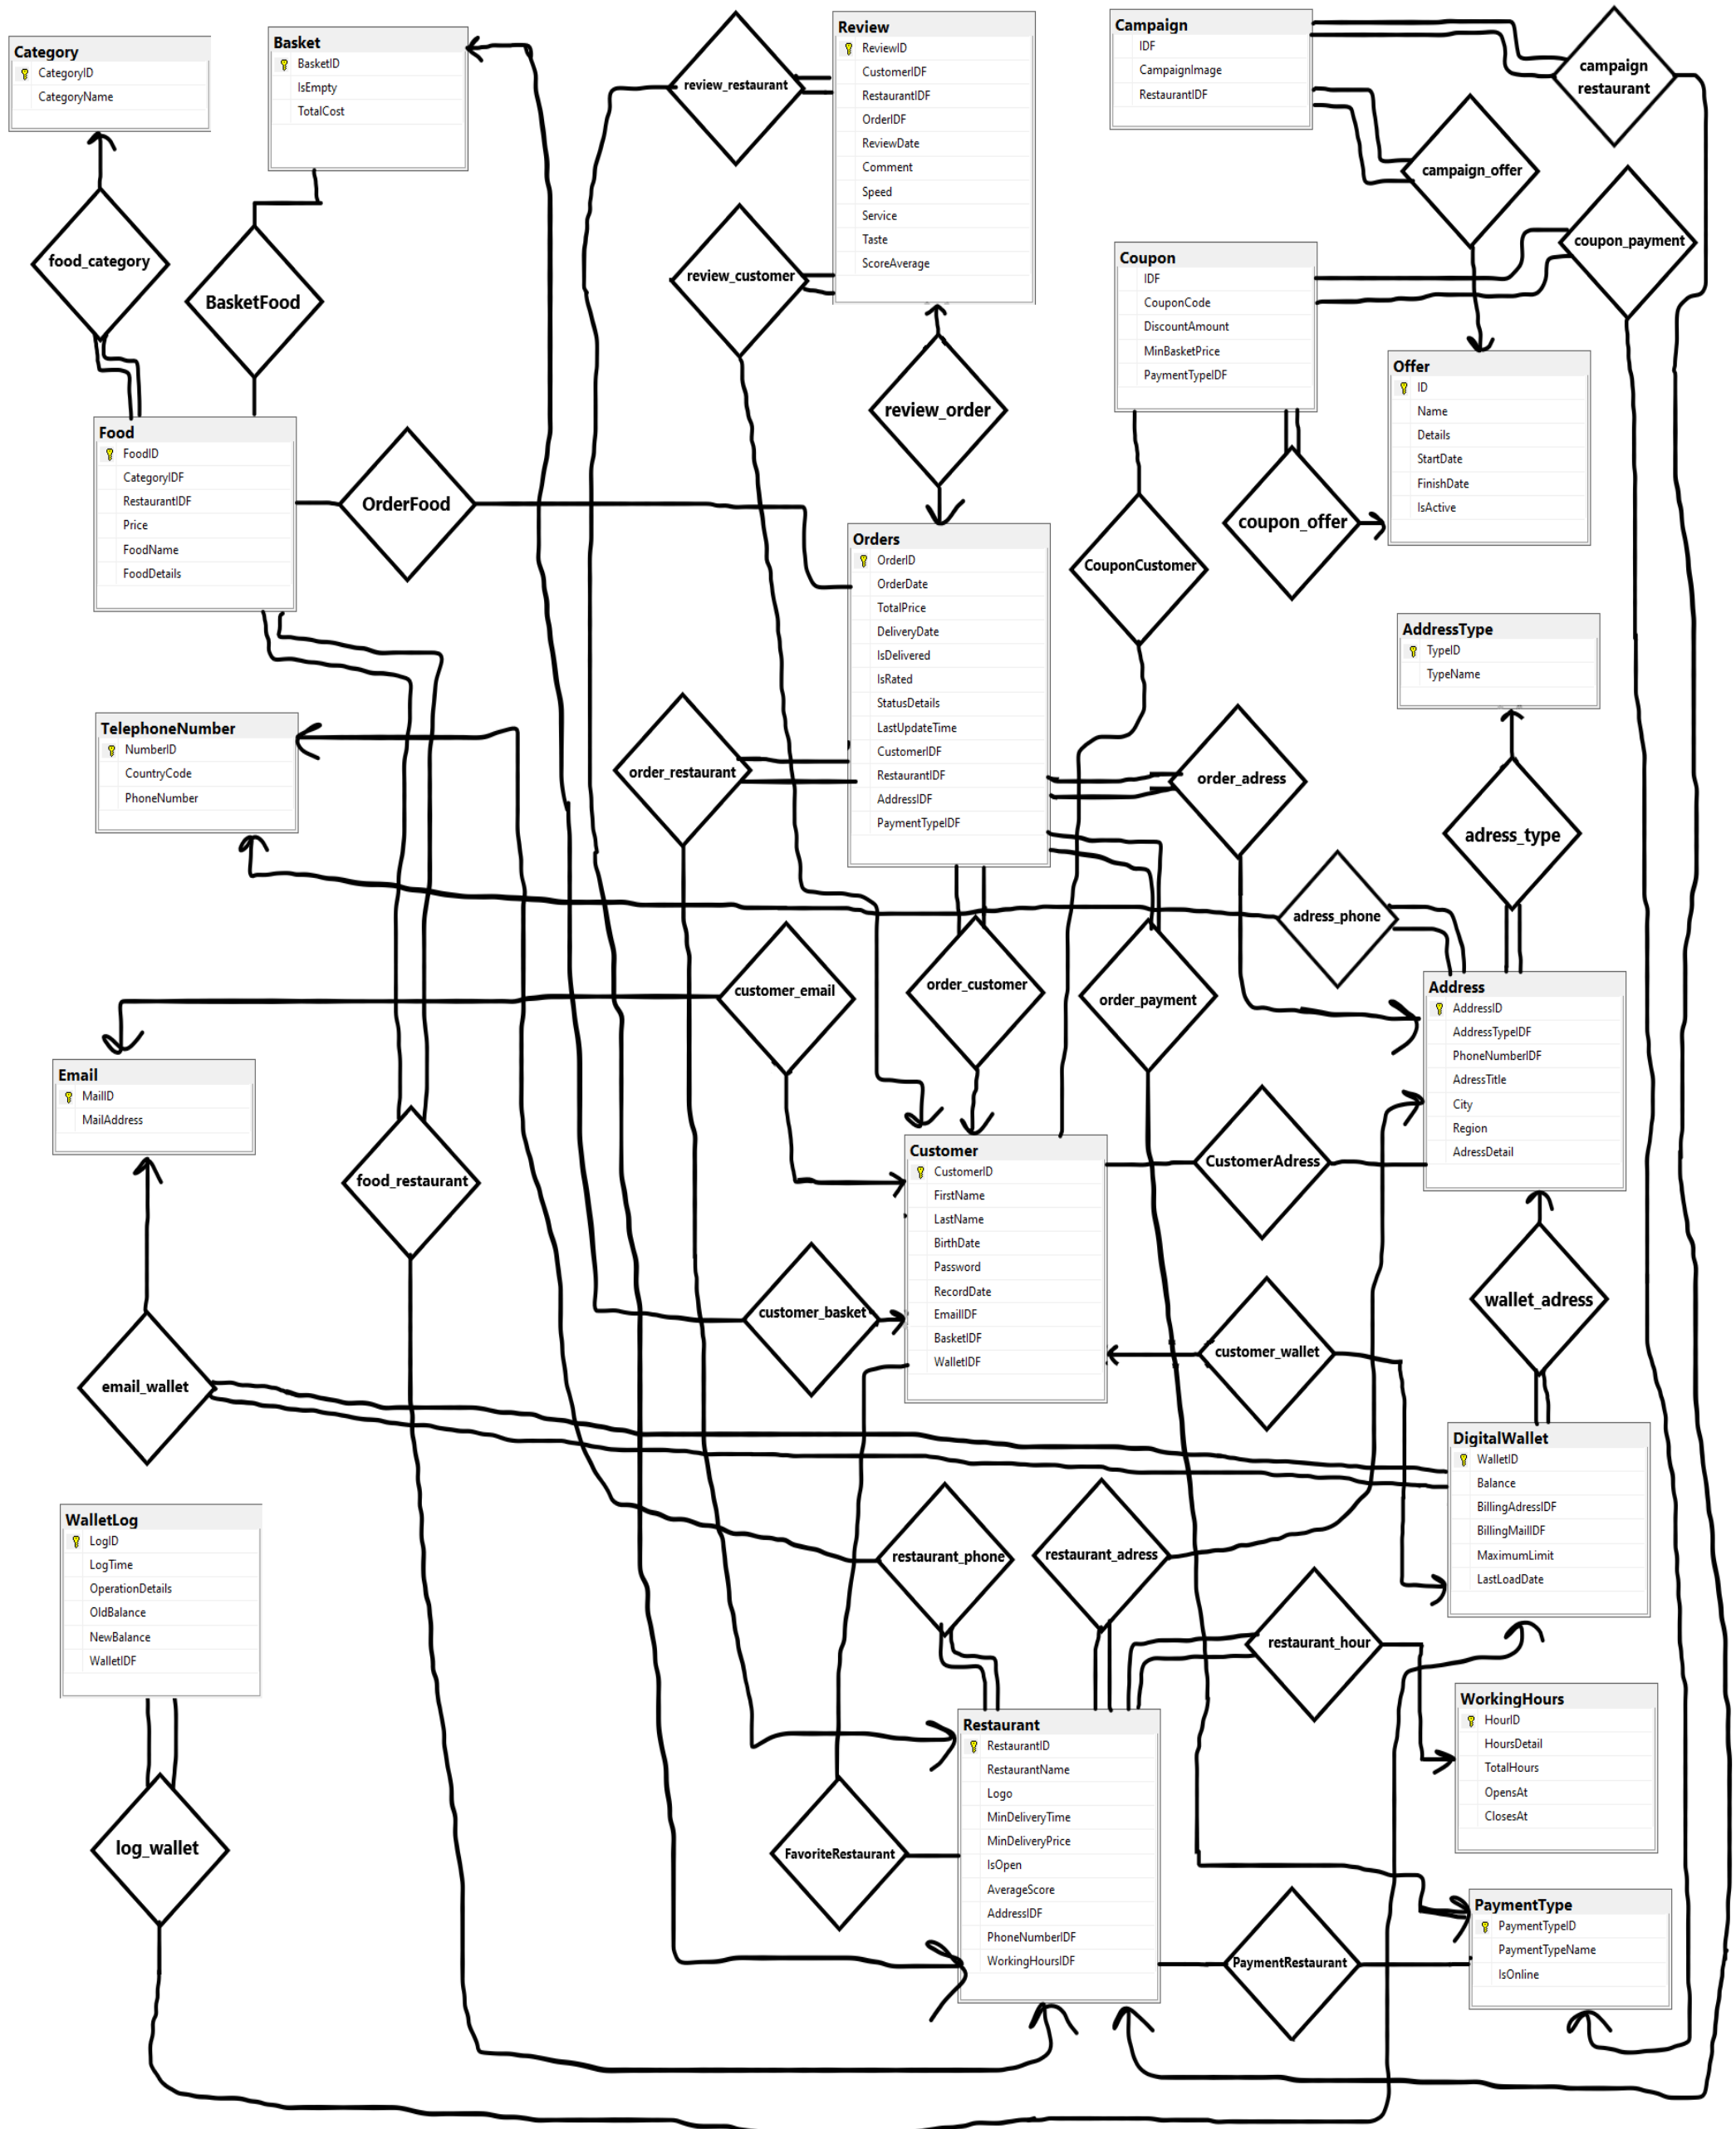 Category
CategoryID
CategoryName
Basket
BasketID
IsEmpty
TotalCost
review_restaurant
Review
ReviewID
CustomerIDF
RestaurantIDF
OrderIDF
ReviewDate
Comment
Speed
Service
Taste
ScoreAverage
Campaign
IDF
CampaignImage
RestaurantIDF
campaign
restaurant
campaign_offer
coupon_payment
food_category
BasketFood
review_customer
Coupon
IDF
CouponCode
DiscountAmount
MinBasketPrice
PaymentTypeIDF
review_order
Offer
ID
Name
Details
StartDate
FinishDate
IsActive
Food
FoodID
CategoryIDF
RestaurantIDF
Price
FoodName
FoodDetails
OrderFood
Orders
OrderID
OrderDate
TotalPrice
DeliveryDate
IsDelivered
IsRated
StatusDetails
LastUpdateTime
CustomerIDF
RestaurantIDF
AddressIDF
PaymentTypeIDF
CouponCustomer
coupon_offer
AddressType
TypeID
TypeName
TelephoneNumber
NumberID
CountryCode
PhoneNumber
order_restaurant
order_adress
adress_type
adress_phone
customer_email
order_customer
order_payment
Address
AddressID
AddressTypeIDF
PhoneNumberIDF
AdressTitle
City
Region
AdressDetail
Email
MailID
MailAddress
food_restaurant
Customer
CustomerID
FirstName
LastName
BirthDate
Password
RecordDate
EmailIDF
BasketIDF
WalletIDF
CustomerAdress
customer_basket
customer_wallet
wallet_adress
email_wallet
DigitalWallet
WalletID
Balance
BillingAdressIDF
BillingMailIDF
MaximumLimit
LastLoadDate
WalletLog
LogID
LogTime
OperationDetails
OldBalance
NewBalance
WalletIDF
restaurant_phone
restaurant_adress
restaurant_hour
WorkingHours
HourID
HoursDetail
TotalHours
OpensAt
ClosesAt
log_wallet
FavoriteRestaurant
Restaurant
RestaurantID
RestaurantName
Logo
MinDeliveryTime
MinDeliveryPrice
IsOpen
AverageScore
AddressIDF
PhoneNumberIDF
WorkingHoursIDF
PaymentRestaurant
PaymentType
PaymentTypeID
PaymentTypeName
IsOnline